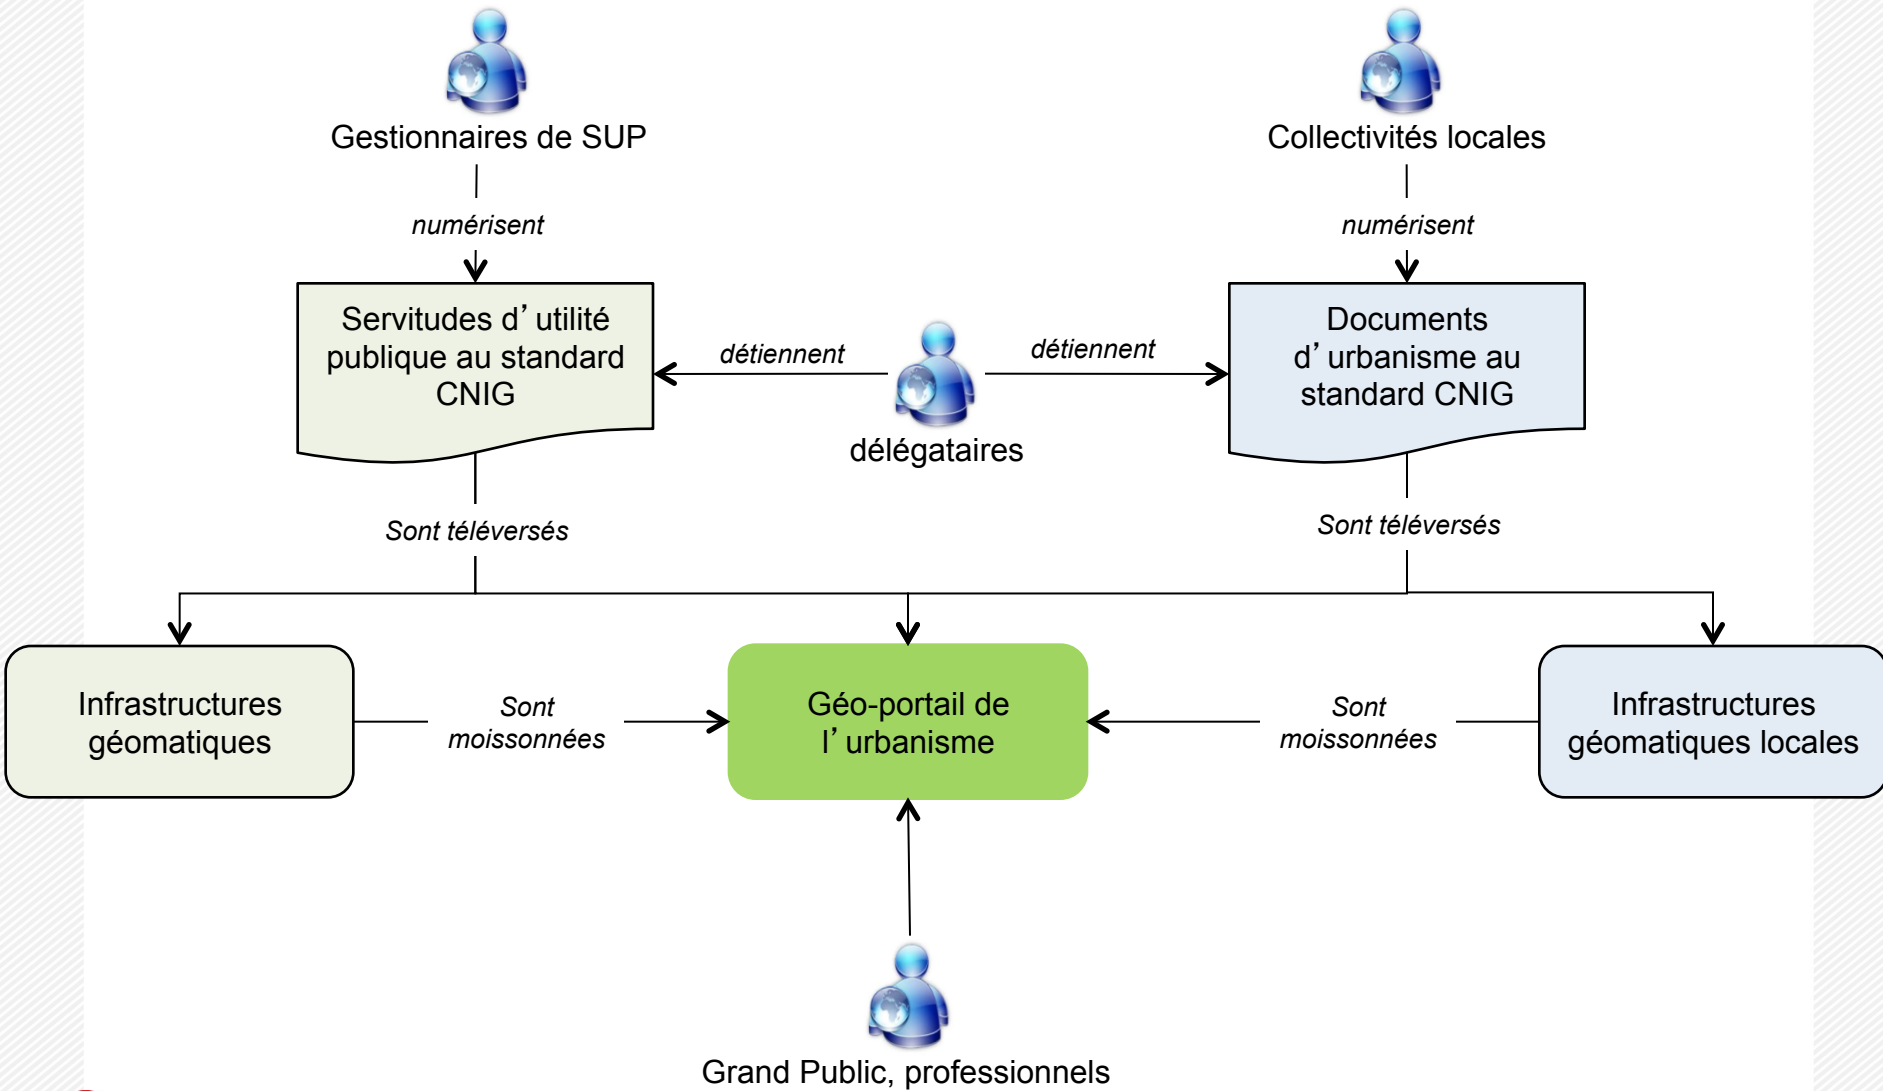 Gestionnaires de SUP
Collectivités locales
numérisent
numérisent
Servitudes d’utilité
publique au standard
CNIG
détiennent
détiennent
délégataires
Documents
d’urbanisme au
standard CNIG
Sont téléversés
Sont téléversés
Infrastructures
géomatiques
Sont
moissonnées
Géo-portail de
l’urbanisme
Sont
moissonnées
Infrastructures
géomatiques locales
Grand Public, professionnels